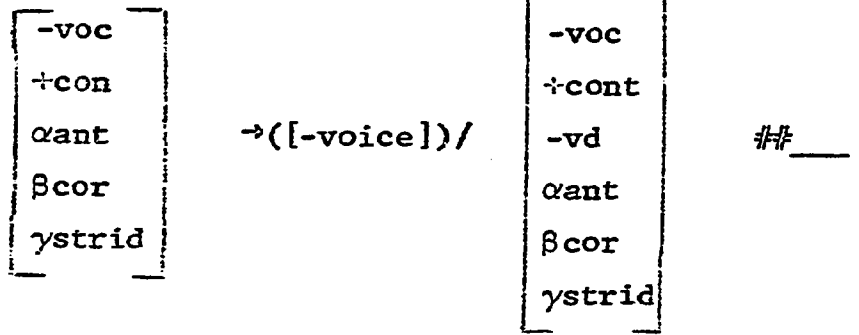 -voc
+con
αant
βcor
γstrid
→([-voice])/
-voc
+cont
-vd
αant
βcor
γstrid
##___